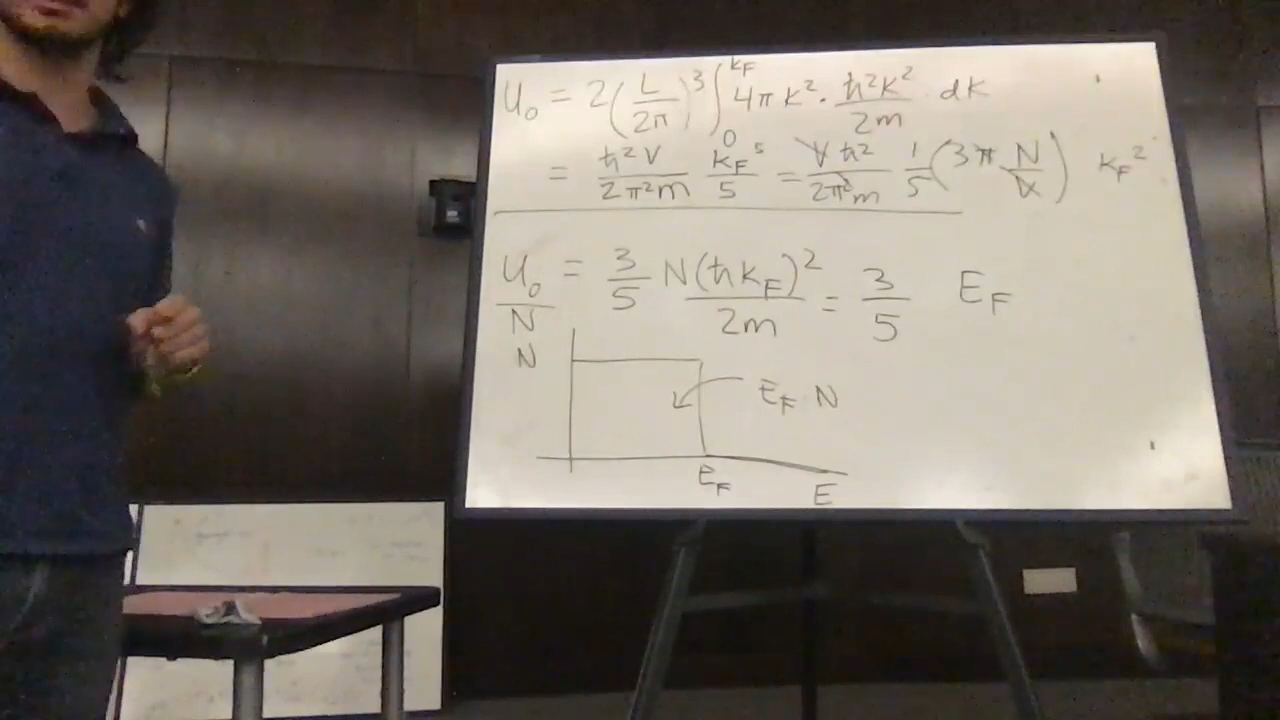 U₀ = 2(L/2π)³ ∫₀^{k_F} 4πk² · ħ²k²/2m · dk
= ħ²V/2π²m k_F⁵/5 = Vħ²/2π²m 1/5 (3π² N/V) k_F²
U₀/N = 3/5 N(ħk_F)²/2m = 3/5 E_F
N
E_F N
E_F
E